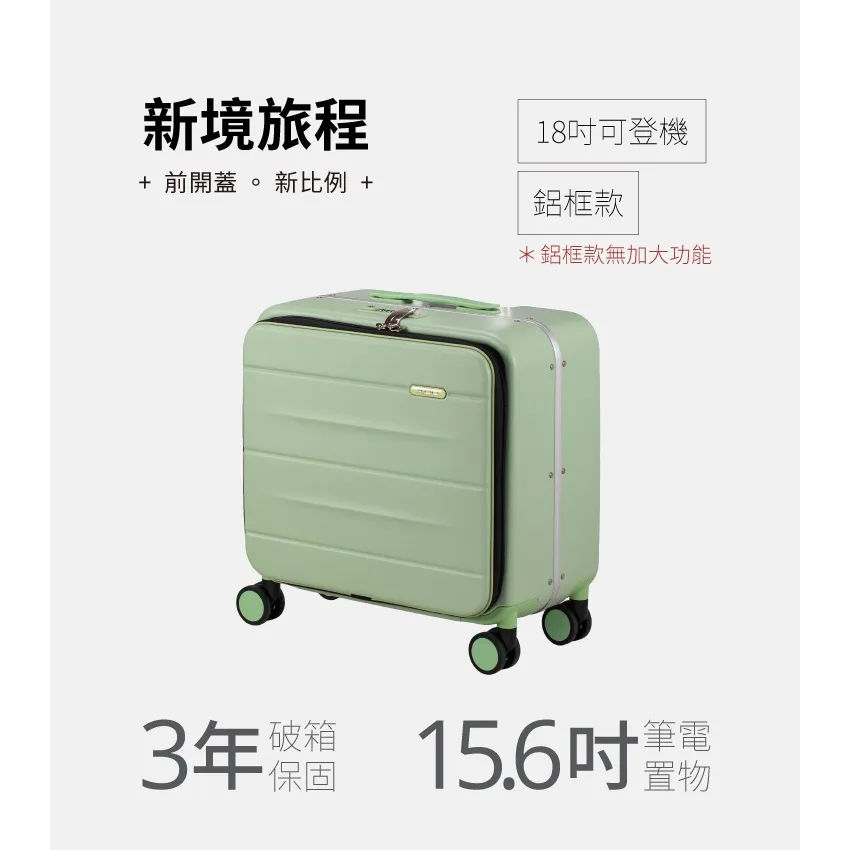 新境旅程
+ 前開蓋。新比例 +
18吋可登機
鋁框款
＊鋁框款無加大功能
3年破箱
保固
15.6吋筆電
置物